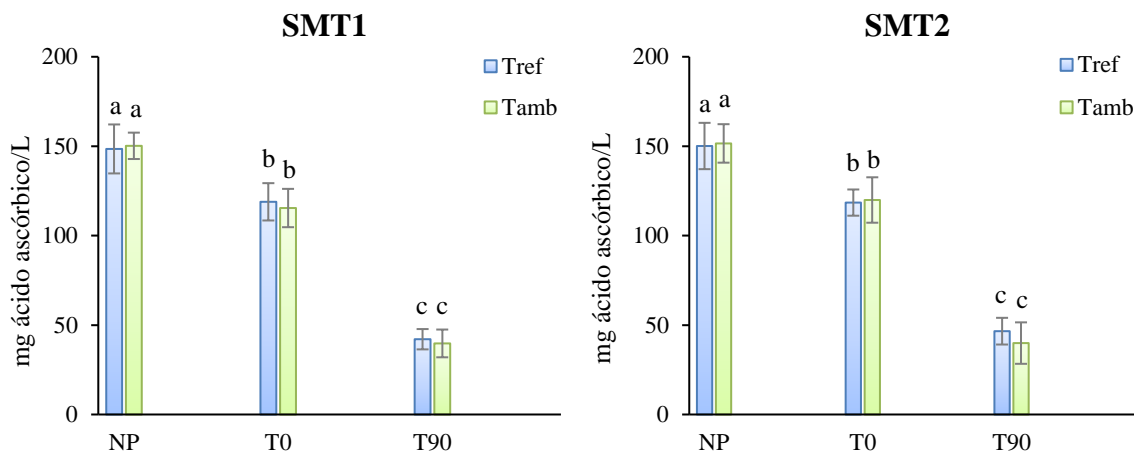 SMT1
mg ácido ascórbico/L
200
150
100
50
0
a a
b b
c c
NP T0 T90
Tref
Tamb
SMT2
mg ácido ascórbico/L
200
150
100
50
0
a a
b b
c c
NP T0 T90
Tref
Tamb